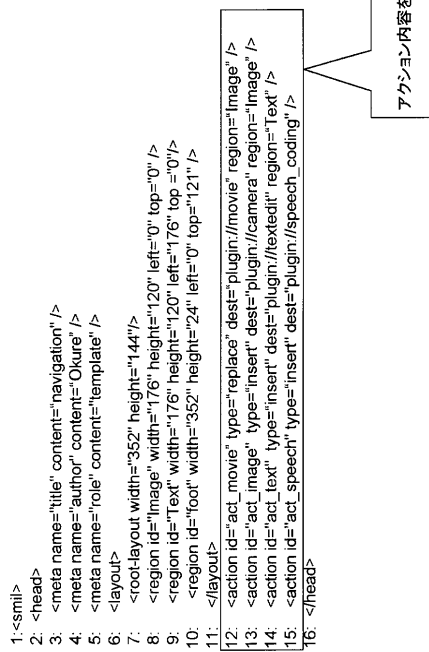 1:<smil>
2: <head>
3: <meta name="title" content="navigation" />
4: <meta name="author" content="Okure" />
5: <meta name="role" content="template" />
6: <layout>
7: <root-layout width="352" height="144"/>
8: <region id="Image" width="176" height="120" left="0" top="0" />
9: <region id="Text" width="176" height="120" left="176" top ="0"/>
10: <region id="foot" width="352" height="24" left="0" top="121" />
11: </layout>
12: <action id="act_movie" type="replace" dest="plugin://movie" region="Image" />
13: <action id="act_image" type="insert" dest="plugin://camera" region="Image" />
14: <action id="act_text" type="insert" dest="plugin://textedit" region="Text" />
15: <action id="act_speech" type="insert" dest="plugin://speech_coding" />
16: </head>
アクション内容を